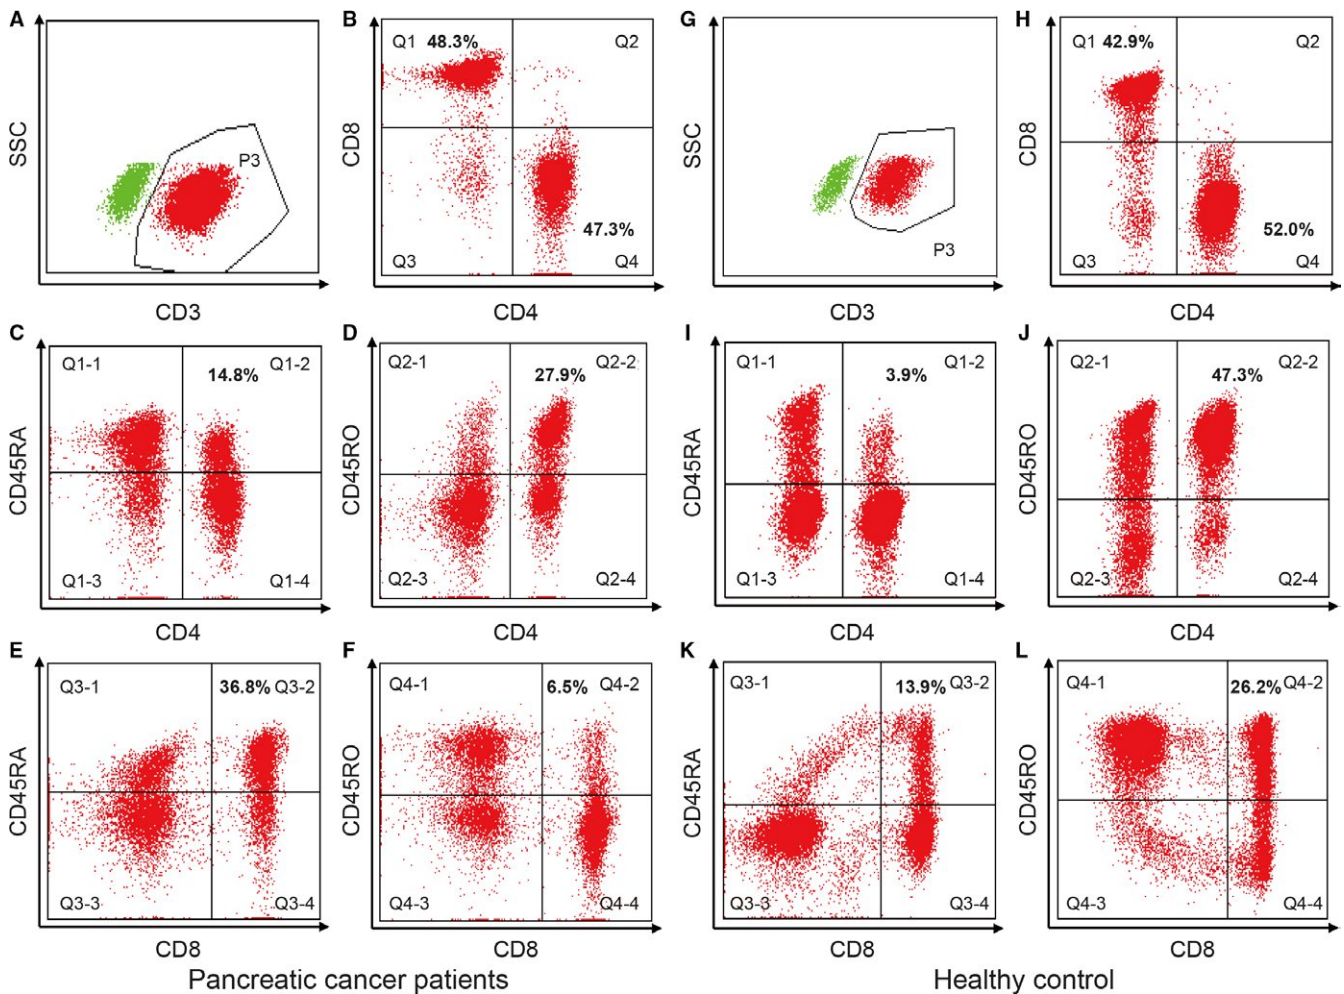 A
SSC
P3
CD3
B
CD8
Q1 48.3%
Q2
47.3%
Q3
Q4
CD4
G
SSC
P3
CD3
H
CD8
Q1 42.9%
Q2
52.0%
Q3
Q4
CD4
C
CD45RA
Q1-1
Q1-2
14.8%
Q1-3
Q1-4
CD4
D
CD45RO
Q2-1
27.9%
Q2-2
Q2-3
Q2-4
CD4
I
CD45RA
Q1-1
Q1-2
3.9%
Q1-3
Q1-4
CD4
J
CD45RO
Q2-1
Q2-2
47.3%
Q2-3
Q2-4
CD4
E
CD45RA
Q3-1
36.8% Q3-2
Q3-3
Q3-4
CD8
F
CD45RO
Q4-1
6.5% Q4-2
Q4-3
Q4-4
CD8
K
CD45RA
Q3-1
13.9% Q3-2
Q3-3
Q3-4
CD8
L
CD45RO
Q4-1
26.2% Q4-2
Q4-3
Q4-4
CD8
Pancreatic cancer patients
Healthy control